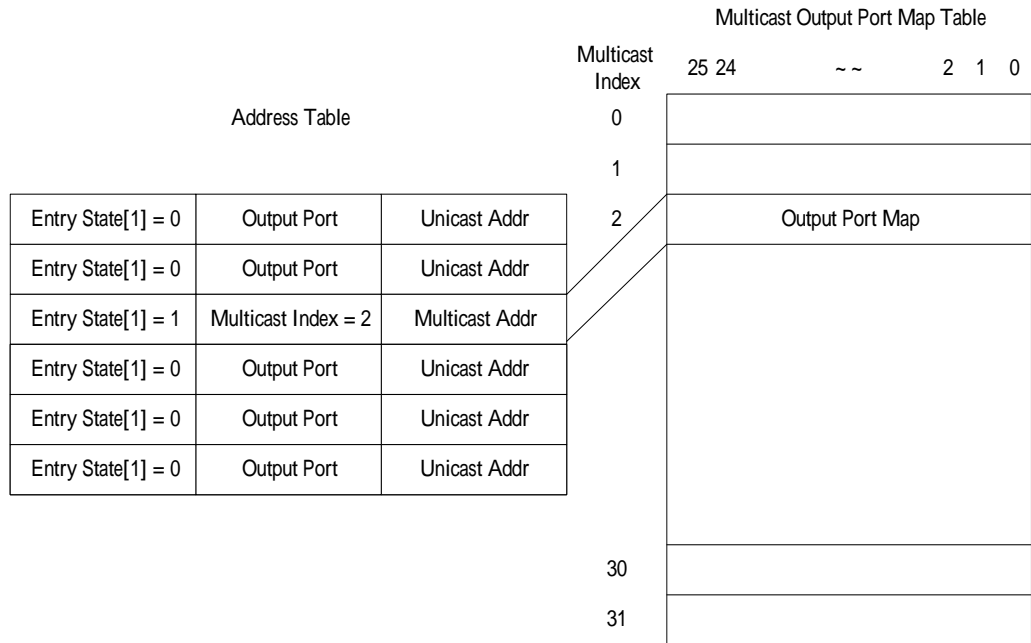 Multicast Output Port Map Table
Multicast Index
25 24 ~ ~ 2 1 0
Address Table
0
1
2
Output Port Map
30
31
Entry State[1] = 0 Output Port Unicast Addr
Entry State[1] = 0 Output Port Unicast Addr
Entry State[1] = 1 Multicast Index = 2 Multicast Addr
Entry State[1] = 0 Output Port Unicast Addr
Entry State[1] = 0 Output Port Unicast Addr
Entry State[1] = 0 Output Port Unicast Addr